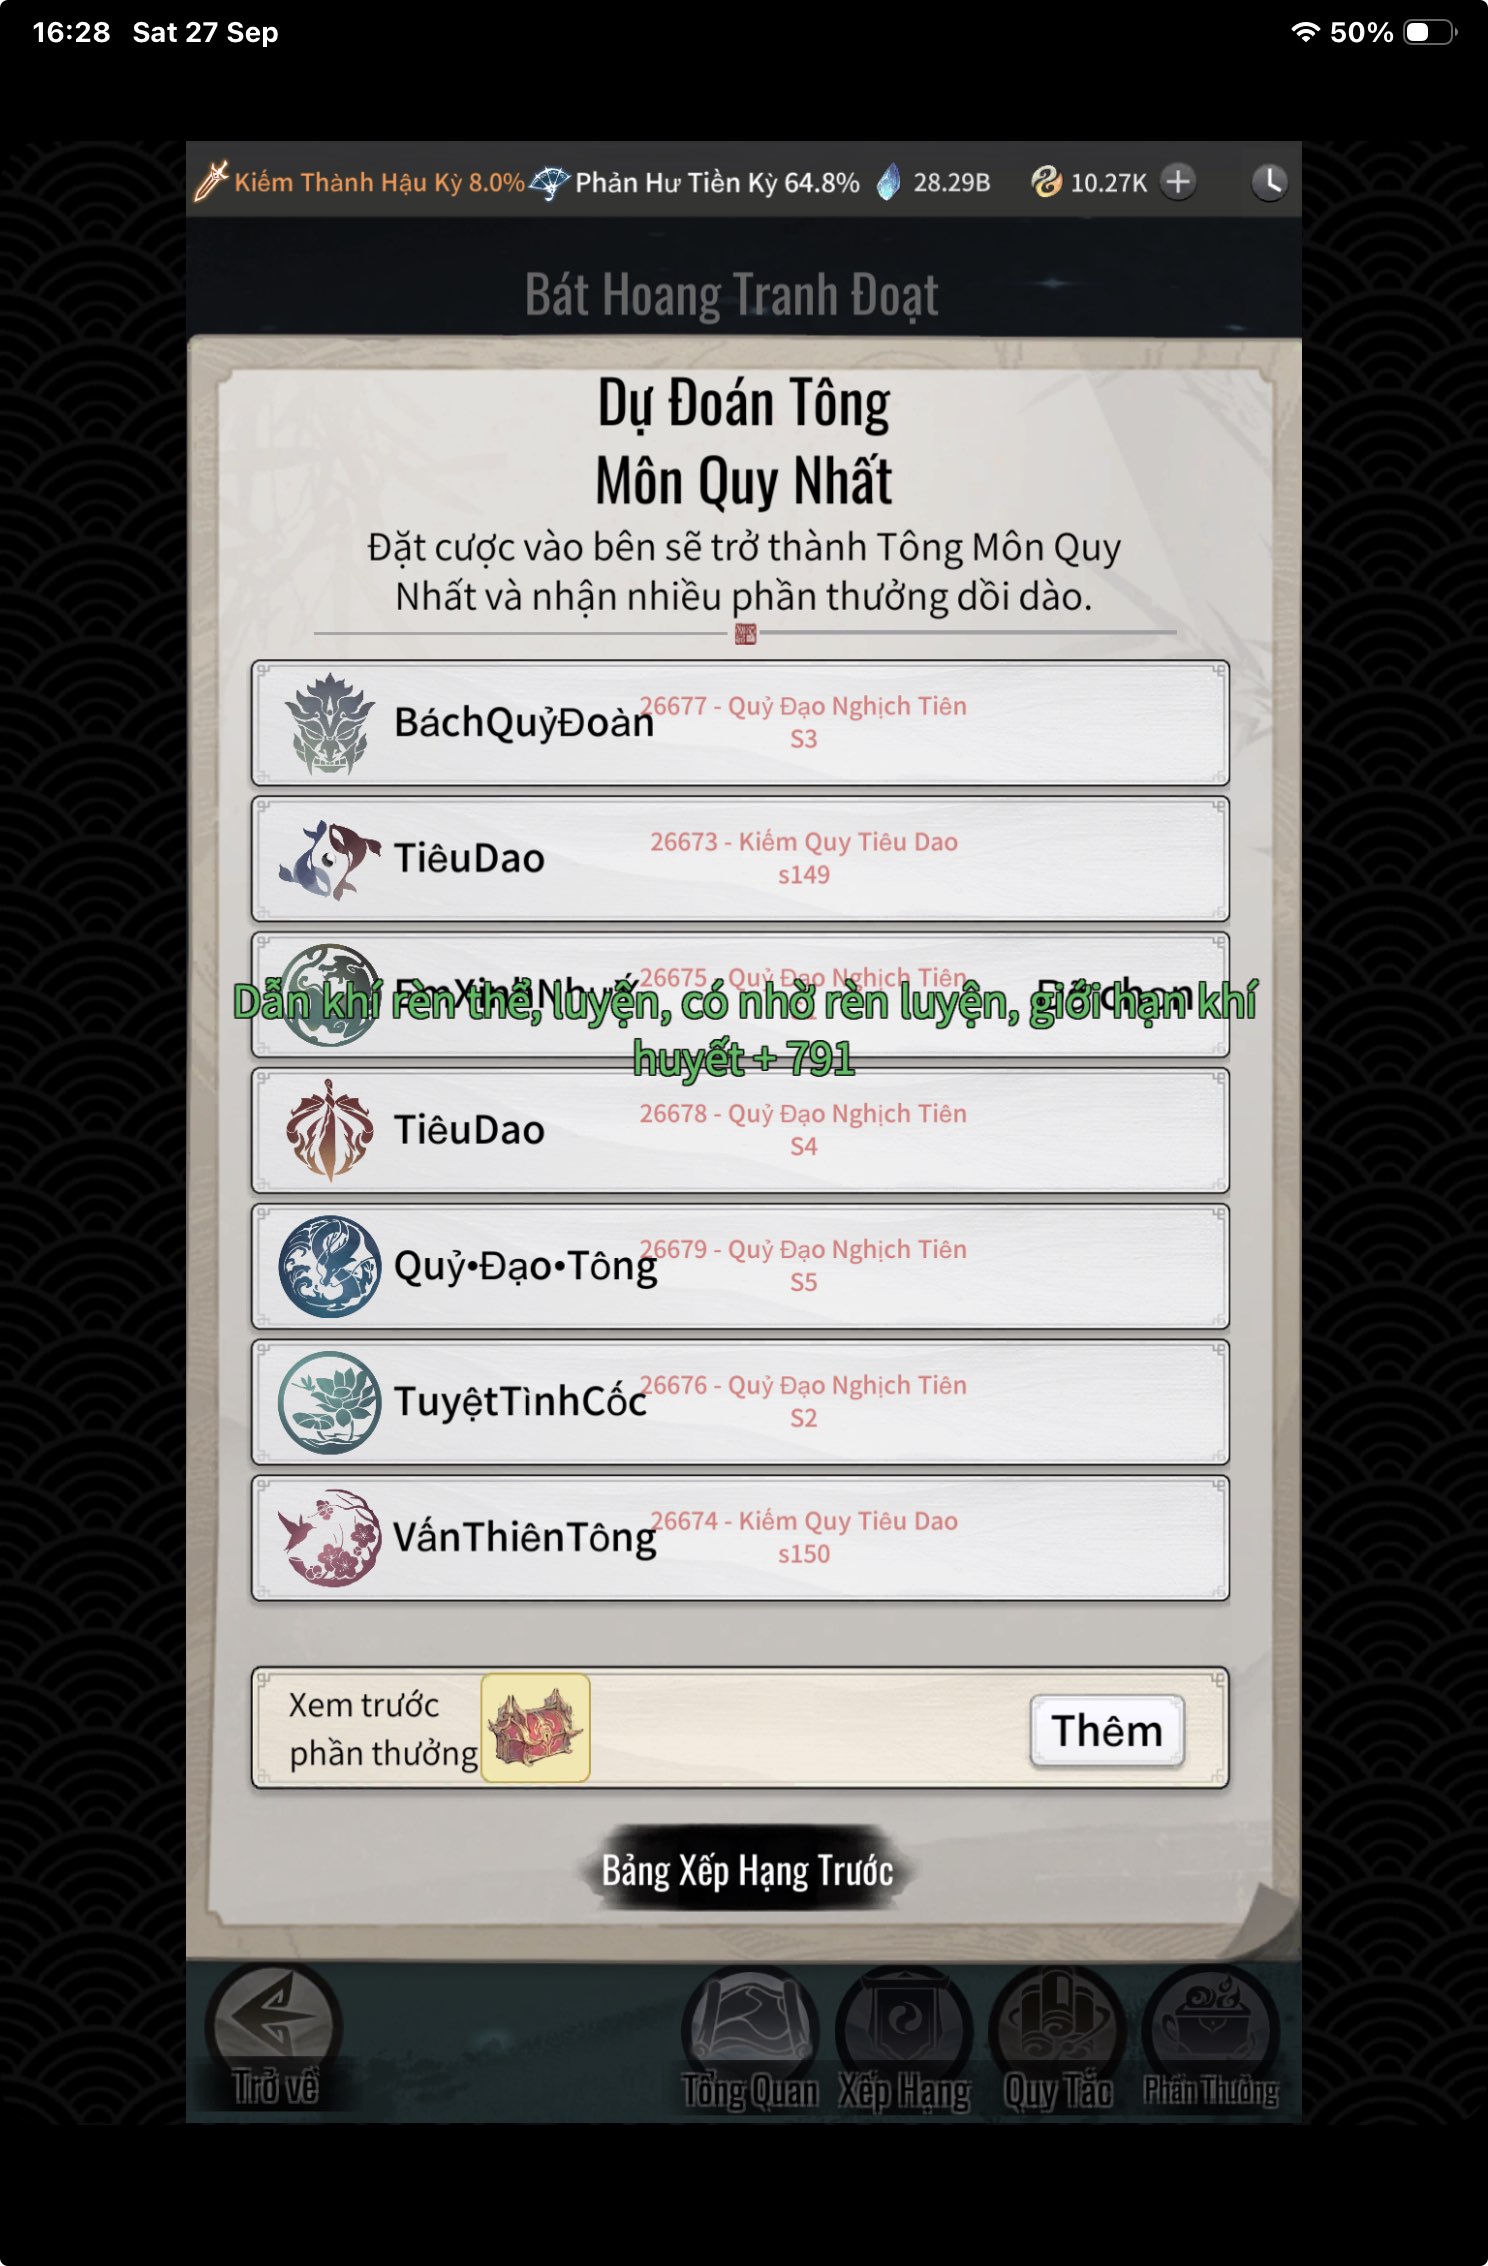 16:28 Sat 27 Sep 50%
Kiếm Thành Hậu Kỳ 8.0% Phản Hư Tiền Kỳ 64.8% 28.29B 10.27K
Bát Hoang Tranh Đoạt
Dự Đoán Tông
Môn Quy Nhất
Đặt cược vào bên sẽ trở thành Tông Môn Quy
Nhất và nhận nhiều phần thưởng dồi dào.
BáchQuỷĐoàn 26677 - Quỷ Đạo Nghịch Tiên
S3
TiêuDao 26673 - Kiếm Quy Tiêu Dao
s149
26675 - Quỷ Đạo Nghịch Tiên
Dẫn khí rèn thể, luyện, có nhờ rèn luyện, giới hạn khí
huyết + 791
TiêuDao 26678 - Quỷ Đạo Nghịch Tiên
S4
Quỷ•Đạo•Tông 26679 - Quỷ Đạo Nghịch Tiên
S5
TuyệtTìnhCốc 26676 - Quỷ Đạo Nghịch Tiên
S2
VấnThiênTông 26674 - Kiếm Quy Tiêu Dao
s150
Xem trước
phần thưởng
Thêm
Bảng Xếp Hạng Trước
Trở về Tổng Quan Xếp Hạng Quy Tắc Phần Thưởng